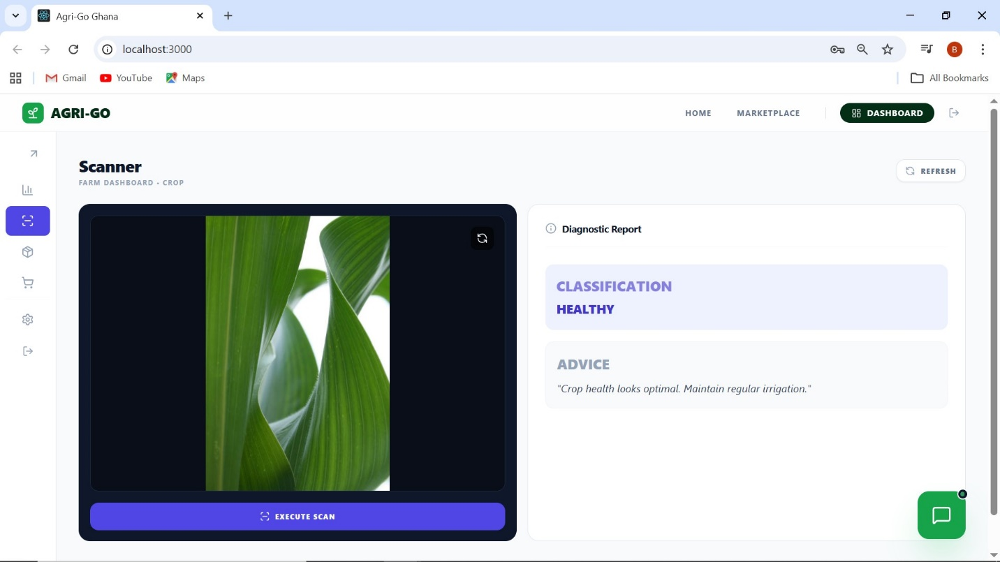 Agri-Go Ghana
localhost:3000
B
Gmail
YouTube
Maps
All Bookmarks
AGRI-GO
HOME
MARKETPLACE
DASHBOARD
Scanner
FARM DASHBOARD • CROP
REFRESH
EXECUTE SCAN
Diagnostic Report
CLASSIFICATION
HEALTHY
ADVICE
"Crop health looks optimal. Maintain regular irrigation."